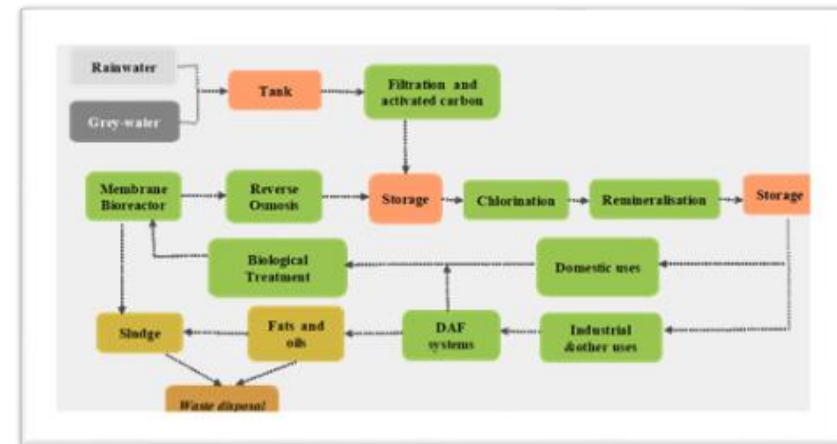 Rainwater
Grey-water
Tank
Filtration and
activated carbon
Membrane
Bioreactor
Reverse
Osmosis
Storage
Chlorination
Remineralisation
Storage
Biological
Treatment
Domestic uses
Sludge
Fats and
oils
DAF
systems
Industrial
&other uses
Waste disposal